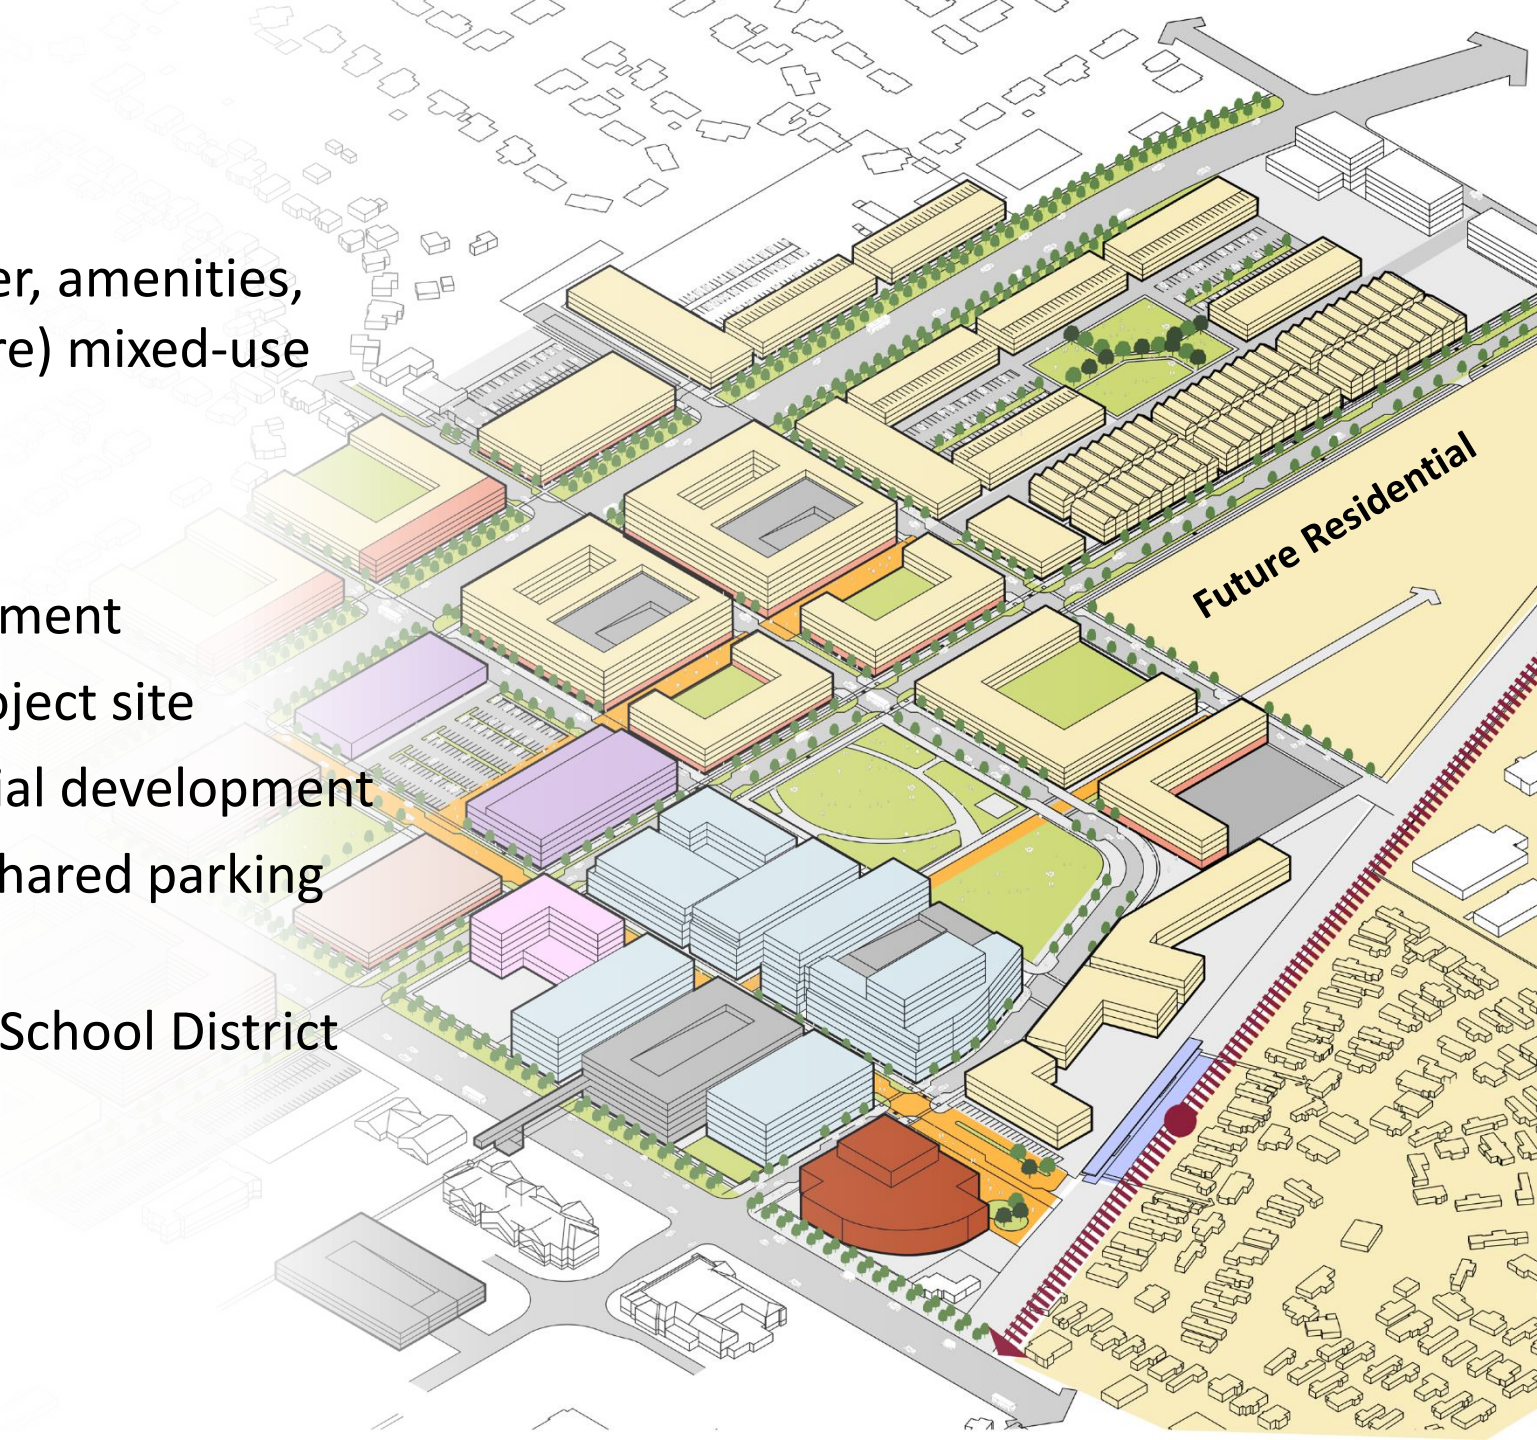 er, amenities,
re) mixed-use
Future Residential
ment
oject site
ial development
hared parking
School District